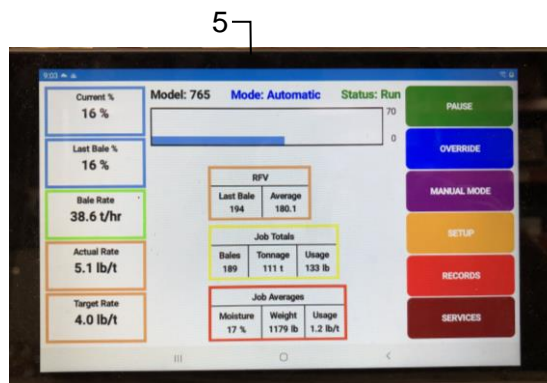 5
9:03
Model: 765 Mode: Automatic Status: Run
Current %
16 %
70
0
Last Bale %
16 %
Bale Rate
38.6 t/hr
Actual Rate
5.1 lb/t
Target Rate
4.0 lb/t
RFV
Last Bale Average
194 180.1
Job Totals
Bales Tonnage Usage
189 111 t 133 lb
Job Averages
Moisture Weight Usage
17 % 1179 lb 1.2 lb/t
PAUSE
OVERRIDE
MANUAL MODE
SETUP
RECORDS
SERVICES